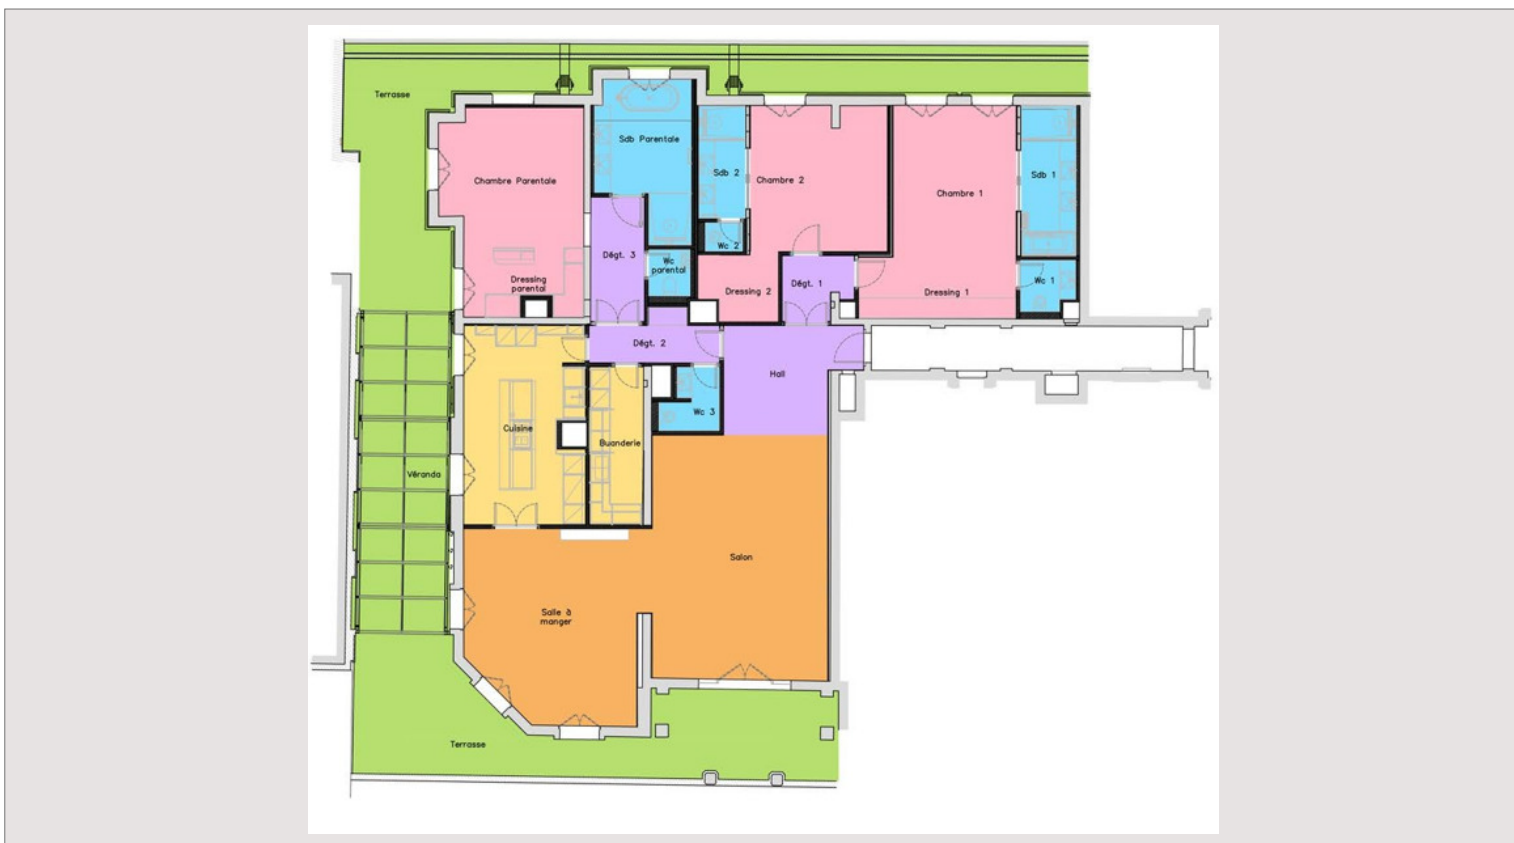 Terrasse
Sdb Parentale
Chambre Parentale
Sdb 2
Chambre 2
Chambre 1
Sdb 1
Wc 2
Dégt. 3
Wc
parental
Dressing
parental
Dressing 2
Dégt. 1
Dressing 1
Wc 1
Dégt. 2
Hall
Wc 3
Cuisine
Buanderie
Véranda
Salon
Salle à
manger
Terrasse